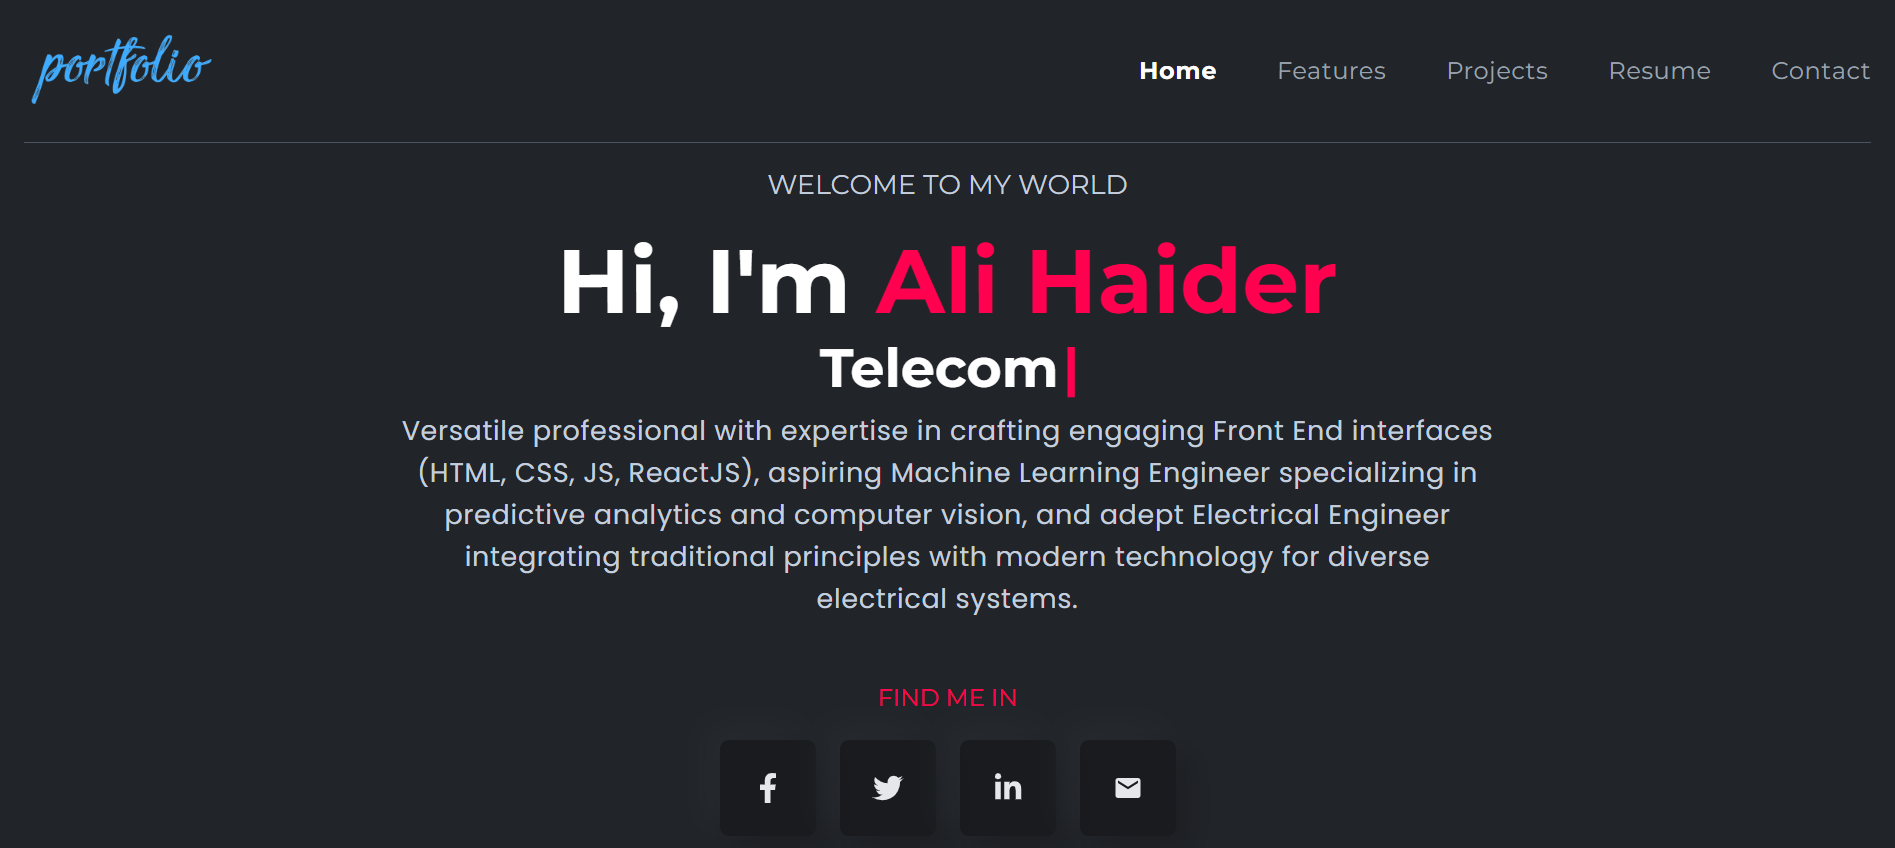 portfolio
Home Features Projects Resume Contact
WELCOME TO MY WORLD
Hi, I'm Ali Haider
Telecom
Versatile professional with expertise in crafting engaging Front End interfaces
(HTML, CSS, JS, ReactJS), aspiring Machine Learning Engineer specializing in
predictive analytics and computer vision, and adept Electrical Engineer
integrating traditional principles with modern technology for diverse
electrical systems.
FIND ME IN